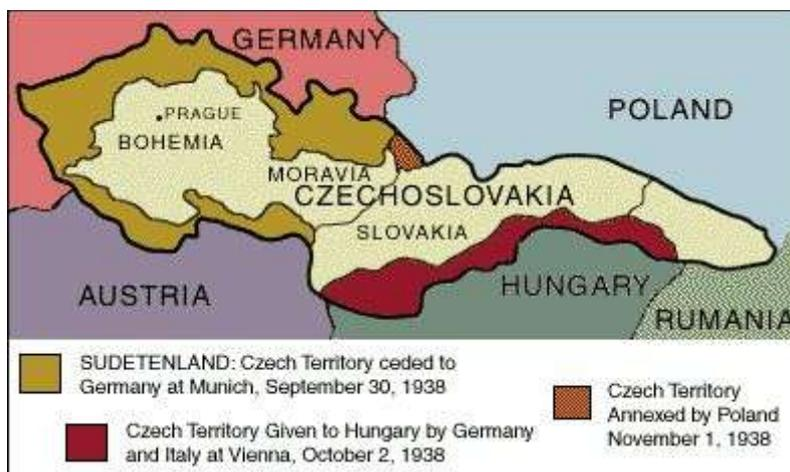 GERMANY
POLAND
PRAGUE
BOHEMIA
MORAVIA
CZECHOSLOVAKIA
SLOVAKIA
AUSTRIA
HUNGARY
RUMANIA
SUDETENLAND: Czech Territory ceded to
Germany at Munich, September 30, 1938
Czech Territory Given to Hungary by Germany
and Italy at Vienna, October 2, 1938
Czech Territory
Annexed by Poland
November 1, 1938